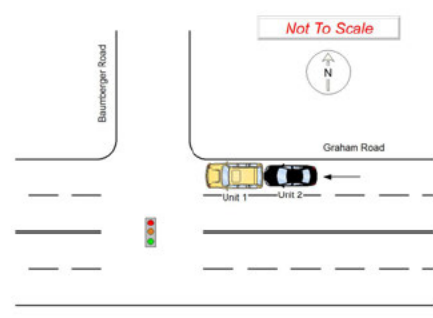 Not To Scale
N
Baumberger Road
Graham Road
Unit 1
Unit 2